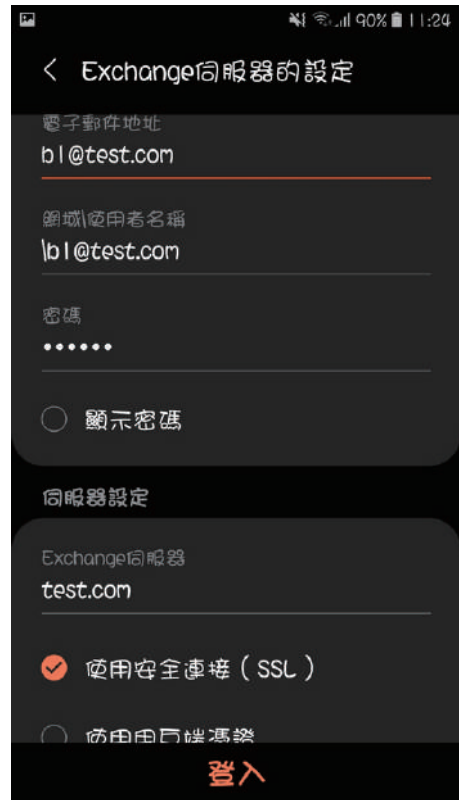 90% 11:24
Exchange伺服器的設定
電子郵件地址
b1@test.com
網域\使用者名稱
\b1@test.com
密碼
••••••
顯示密碼
伺服器設定
Exchange伺服器
test.com
使用安全連接（SSL）
使用用戶端憑證
登入